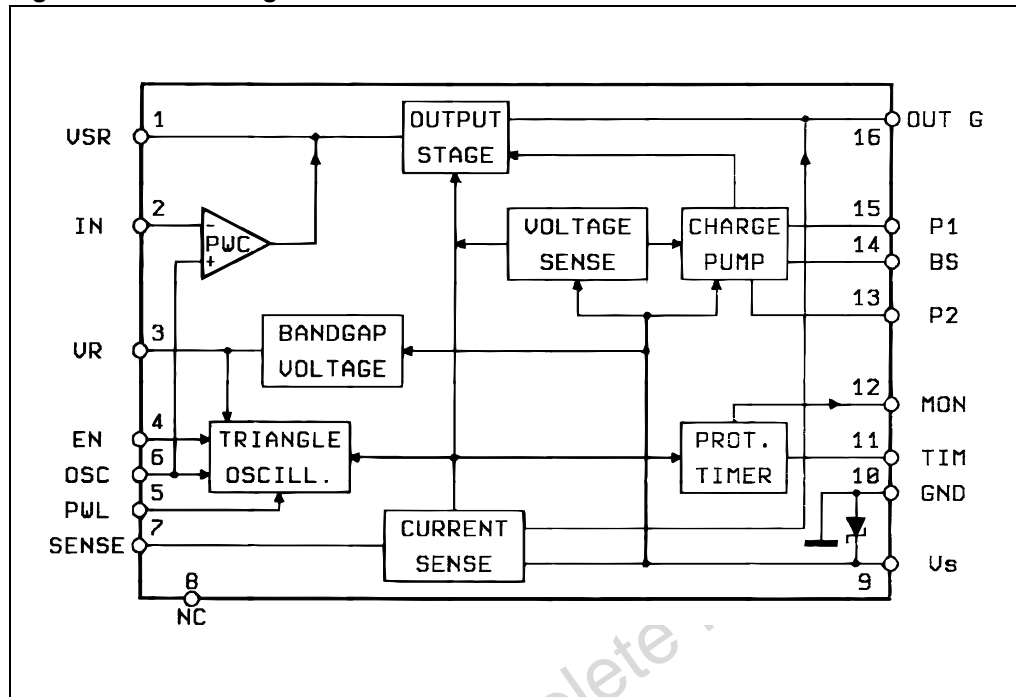 VSR
1
OUTPUT
STAGE
OUT G
16
IN
2
-
PWC
+
VOLTAGE
SENSE
CHARGE
PUMP
15
P1
14
BS
13
P2
VR
3
BANDGAP
VOLTAGE
12
MON
EN
4
TRIANGLE
OSCILL.
PROT.
TIMER
11
TIM
OSC
6
10
GND
PWL
5
SENSE
7
CURRENT
SENSE
9
Vs
8
NC